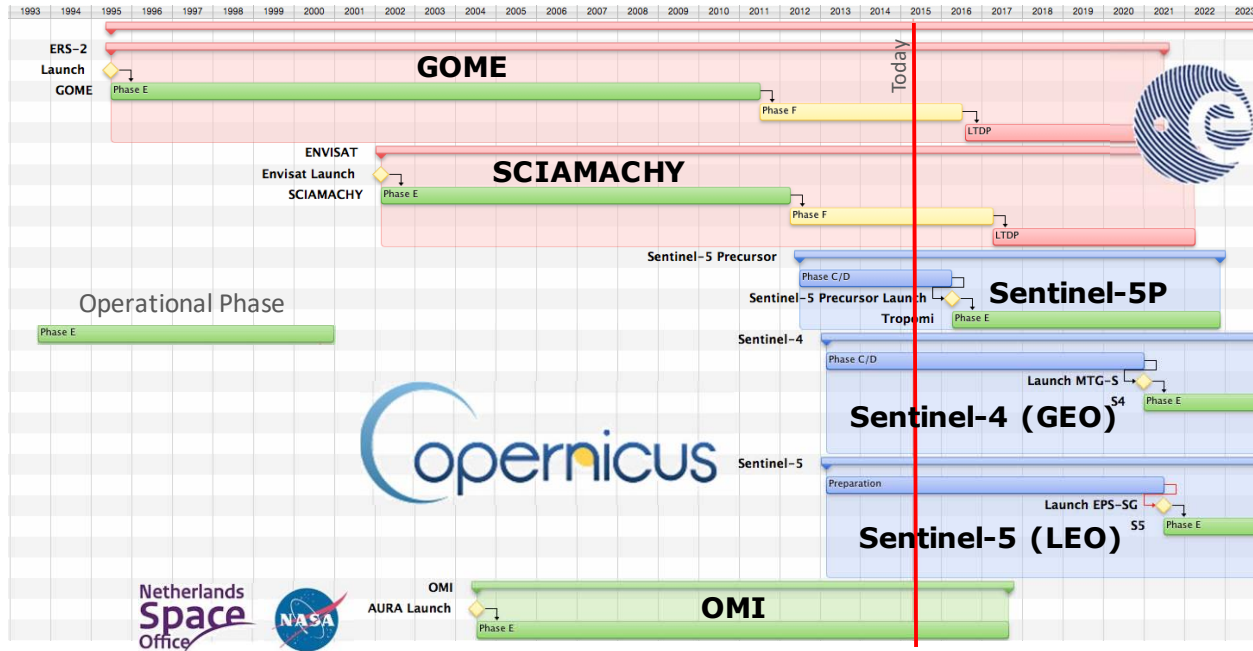 1993 1994 1995 1996 1997 1998 1999 2000 2001 2002 2003 2004 2005 2006 2007 2008 2009 2010 2011 2012 2013 2014 2015 2016 2017 2018 2019 2020 2021 2022 2023
Today
ERS-2
GOME
Launch
GOME
Phase E
Phase F
LTDP
ENVISAT
Envisat Launch
SCIAMACHY
SCIAMACHY
Phase E
Phase F
LTDP
Sentinel-5 Precursor
Phase C/D
Sentinel-5 Precursor Launch
Sentinel-5P
Tropomi
Phase E
Operational Phase
Phase E
Sentinel-4
Phase C/D
Launch MTG-S
S4
Phase E
Sentinel-4 (GEO)
Copernicus
Sentinel-5
Preparation
Launch EPS-SG
S5
Phase E
Sentinel-5 (LEO)
Netherlands
Space
Office
NASA
OMI
AURA Launch
OMI
Phase E